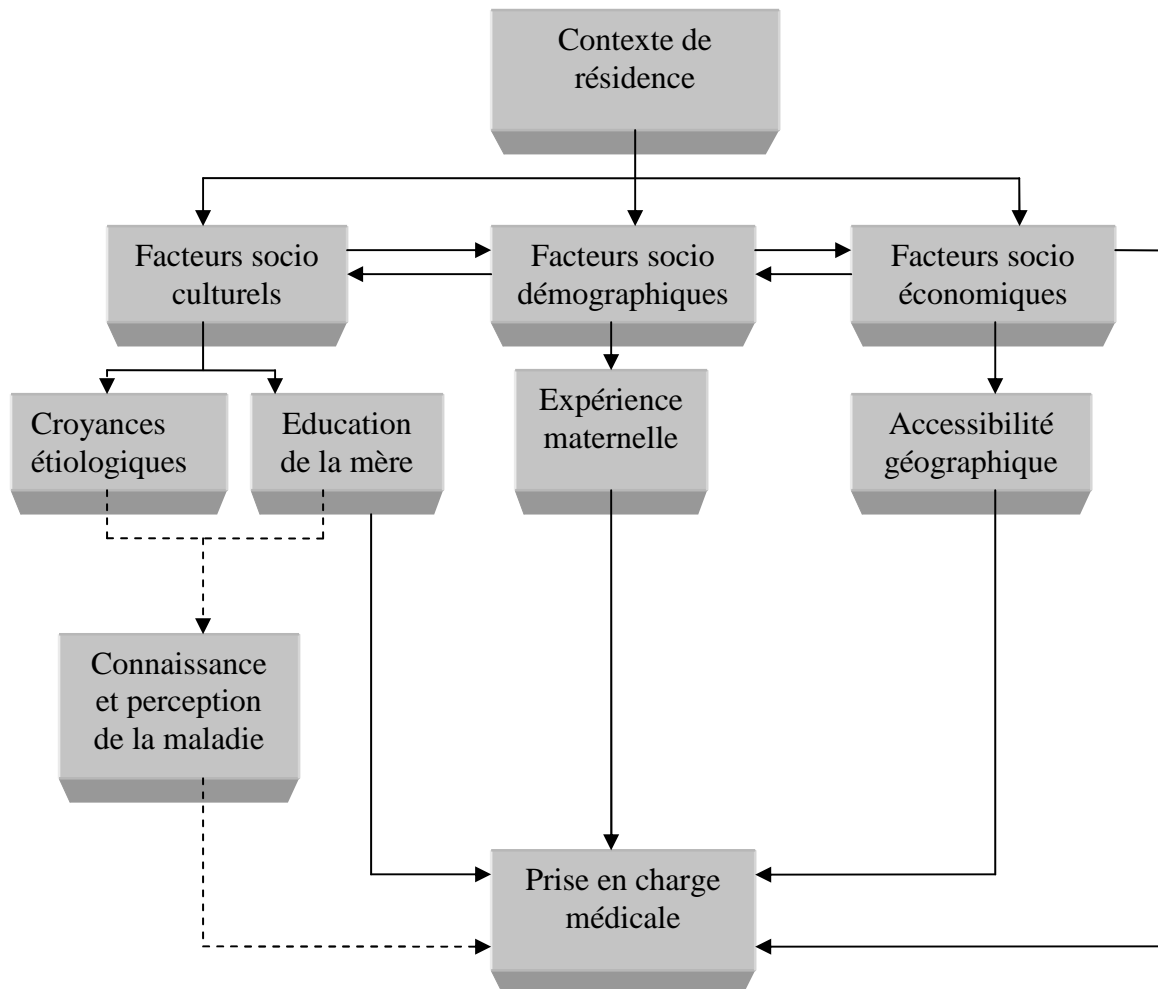 Contexte de
résidence
Facteurs socio
culturels
Facteurs socio
démographiques
Facteurs socio
économiques
Croyances
étiologiques
Education
de la mère
Expérience
maternelle
Accessibilité
géographique
Connaissance
et perception
de la maladie
Prise en charge
médicale